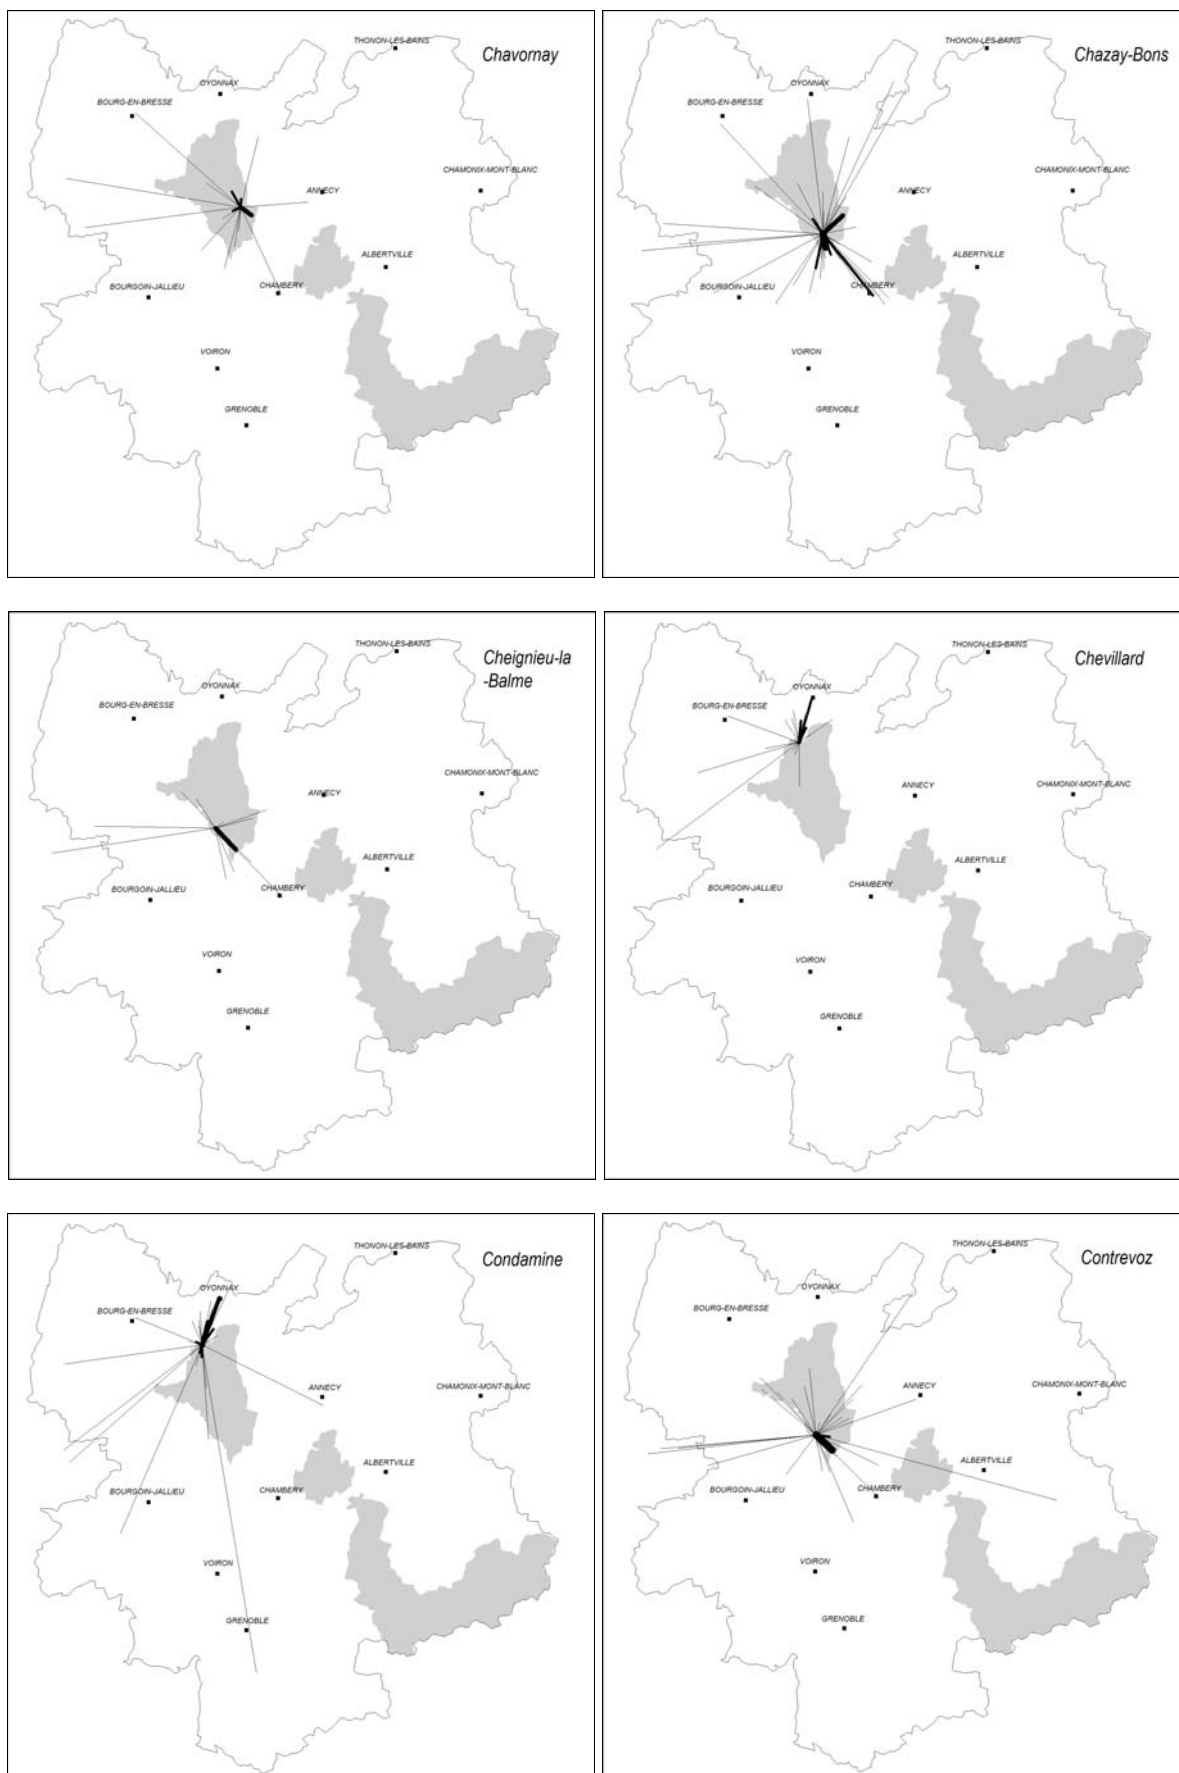 THONON-LES-BAINS
Chavornay
OYONNAX
BOURG-EN-BRESSE
CHAMONIX-MONT-BLANC
ANNECY
ALBERTVILLE
BOURGOIN-JALLIEU
CHAMBERY
VOIRON
GRENOBLE
THONON-LES-BAINS
Chazay-Bons
OYONNAX
BOURG-EN-BRESSE
CHAMONIX-MONT-BLANC
ANNECY
ALBERTVILLE
BOURGOIN-JALLIEU
CHAMBERY
VOIRON
GRENOBLE
THONON-LES-BAINS
Cheignieu-la
-Balme
OYONNAX
BOURG-EN-BRESSE
CHAMONIX-MONT-BLANC
ANNECY
ALBERTVILLE
BOURGOIN-JALLIEU
CHAMBERY
VOIRON
GRENOBLE
THONON-LES-BAINS
Chevillard
OYONNAX
BOURG-EN-BRESSE
ANNECY
CHAMONIX-MONT-BLANC
ALBERTVILLE
BOURGOIN-JALLIEU
CHAMBERY
VOIRON
GRENOBLE
THONON-LES-BAINS
Condamine
OYONNAX
BOURG-EN-BRESSE
ANNECY
CHAMONIX-MONT-BLANC
ALBERTVILLE
BOURGOIN-JALLIEU
CHAMBERY
VOIRON
GRENOBLE
THONON-LES-BAINS
Contrevoz
OYONNAX
BOURG-EN-BRESSE
ANNECY
CHAMONIX-MONT-BLANC
ALBERTVILLE
BOURGOIN-JALLIEU
CHAMBERY
VOIRON
GRENOBLE